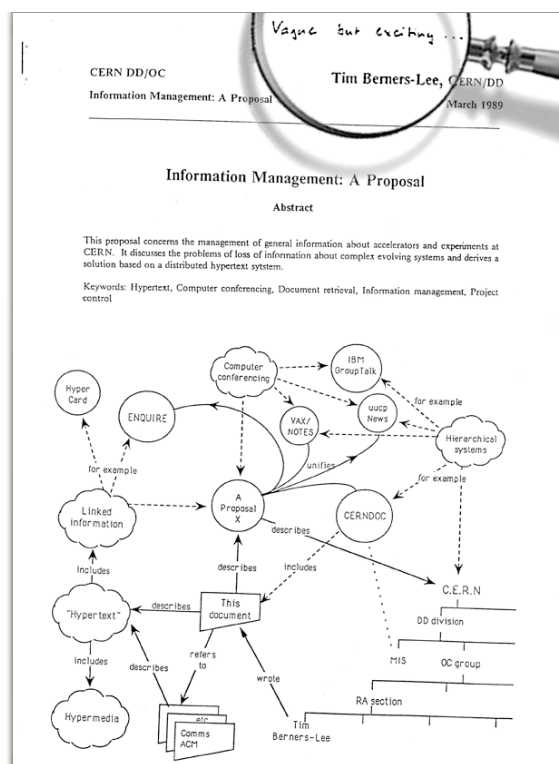 Vague but exciting ...
CERN DD/OC
Tim Berners-Lee, CERN/DD
Information Management: A Proposal
March 1989
Information Management: A Proposal
Abstract
This proposal concerns the management of general information about accelerators and experiments at
CERN. It discusses the problems of loss of information about complex evolving systems and derives a
solution based on a distributed hypertext sytstem.
Keywords: Hypertext, Computer conferencing, Document retrieval, Information management, Project
control
IBM
GroupTalk
Computer
conferencing
Hyper
Card
uucp
News
for example
ENQUIRE
VAX/
NOTES
Hierarchical
systems
unifies
for example
for example
A
Proposal
X
CERNDOC
Linked
information
describes
includes
describes
includes
C.E.R.N
This
document
describes
"Hypertext"
DD division
refers
to
MIS
OC group
includes
describes
wrote
RA section
Hypermedia
etc
Comms
ACM
Tim
Berners-Lee